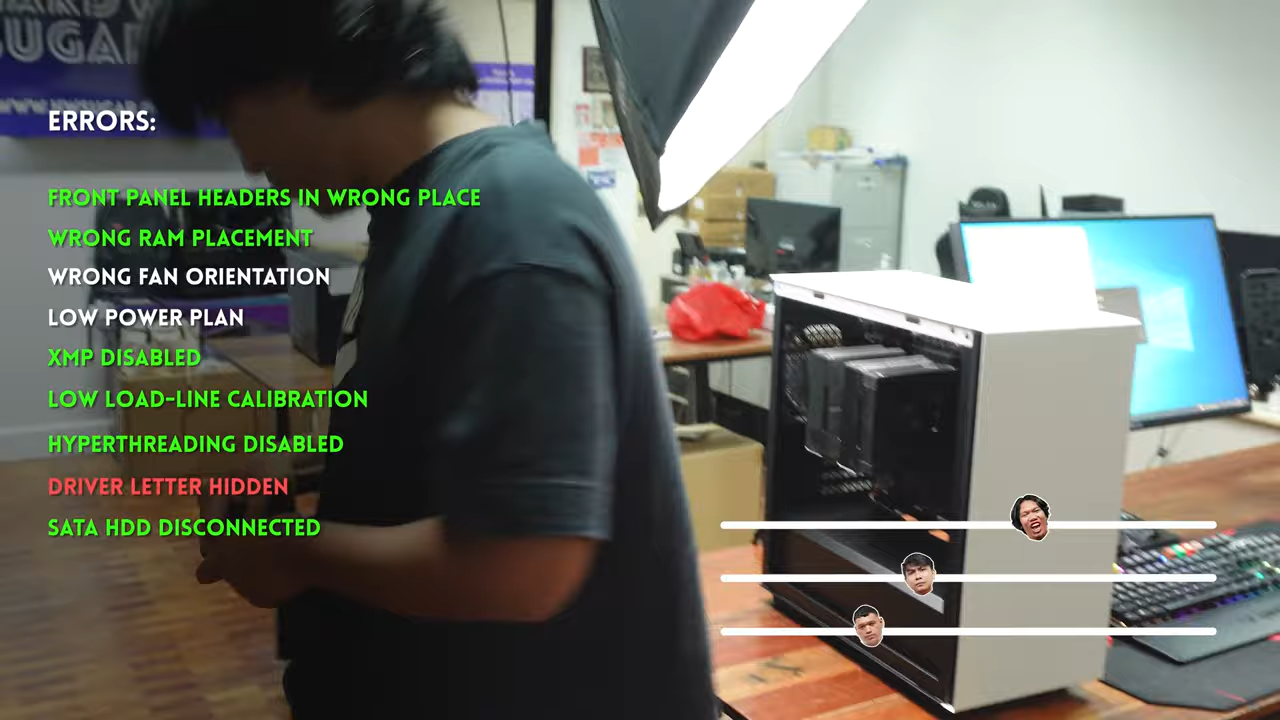 SUGAR
ERRORS:
FRONT PANEL HEADERS IN WRONG PLACE
WRONG RAM PLACEMENT
WRONG FAN ORIENTATION
LOW POWER PLAN
XMP DISABLED
LOW LOAD-LINE CALIBRATION
HYPERTHREADING DISABLED
DRIVER LETTER HIDDEN
SATA HDD DISCONNECTED